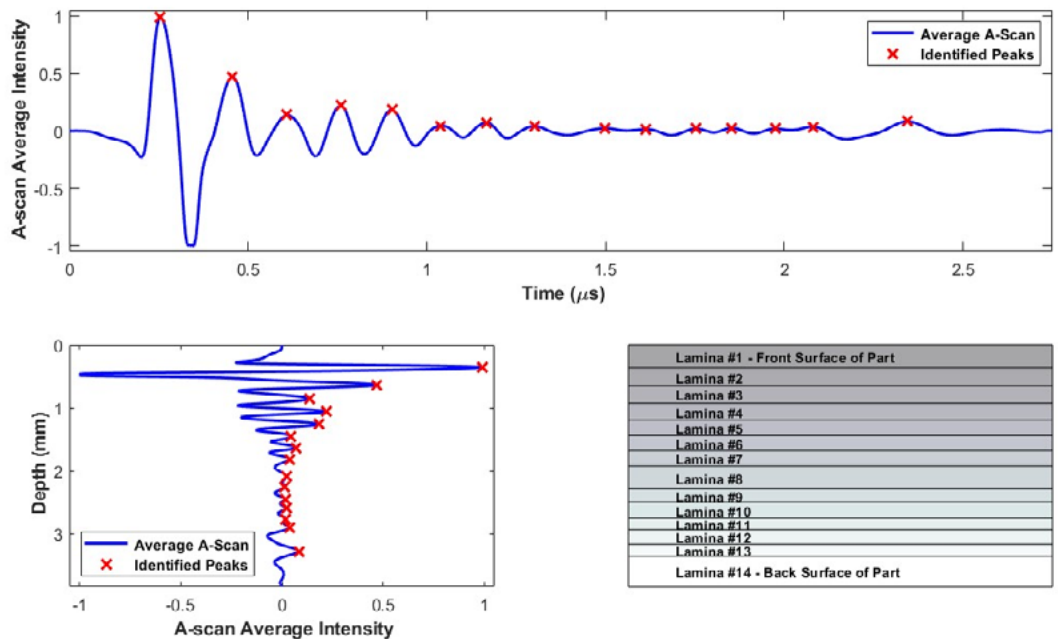 1
0.5
0
-0.5
-1
A-scan Average Intensity
Average A-Scan
Identified Peaks
0 0.5 1 1.5 2 2.5
Time (μs)
0
1
2
3
Depth (mm)
Average A-Scan
Identified Peaks
-1 -0.5 0 0.5 1
A-scan Average Intensity
Lamina #1 - Front Surface of Part
Lamina #2
Lamina #3
Lamina #4
Lamina #5
Lamina #6
Lamina #7
Lamina #8
Lamina #9
Lamina #10
Lamina #11
Lamina #12
Lamina #13
Lamina #14 - Back Surface of Part